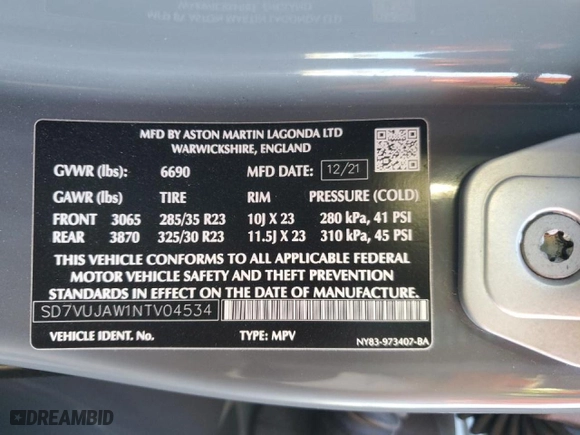 MFD BY ASTON MARTIN LAGONDA LTD
WARWICKSHIRE, ENGLAND
GVWR (lbs): 6690 MFD DATE: 12/21
GAWR (lbs): TIRE RIM PRESSURE (COLD)
FRONT 3065 285/35 R23 10J X 23 280 kPa, 41 PSI
REAR 3870 325/30 R23 11.5J X 23 310 kPa, 45 PSI
THIS VEHICLE CONFORMS TO ALL APPLICABLE FEDERAL
MOTOR VEHICLE SAFETY AND THEFT PREVENTION
STANDARDS IN EFFECT ON THE DATE OF MANUFACTURE.
SD7VUJAW1NTV04534
VEHICLE IDENT. No. TYPE: MPV NY83-973407-BA
DREAMBID